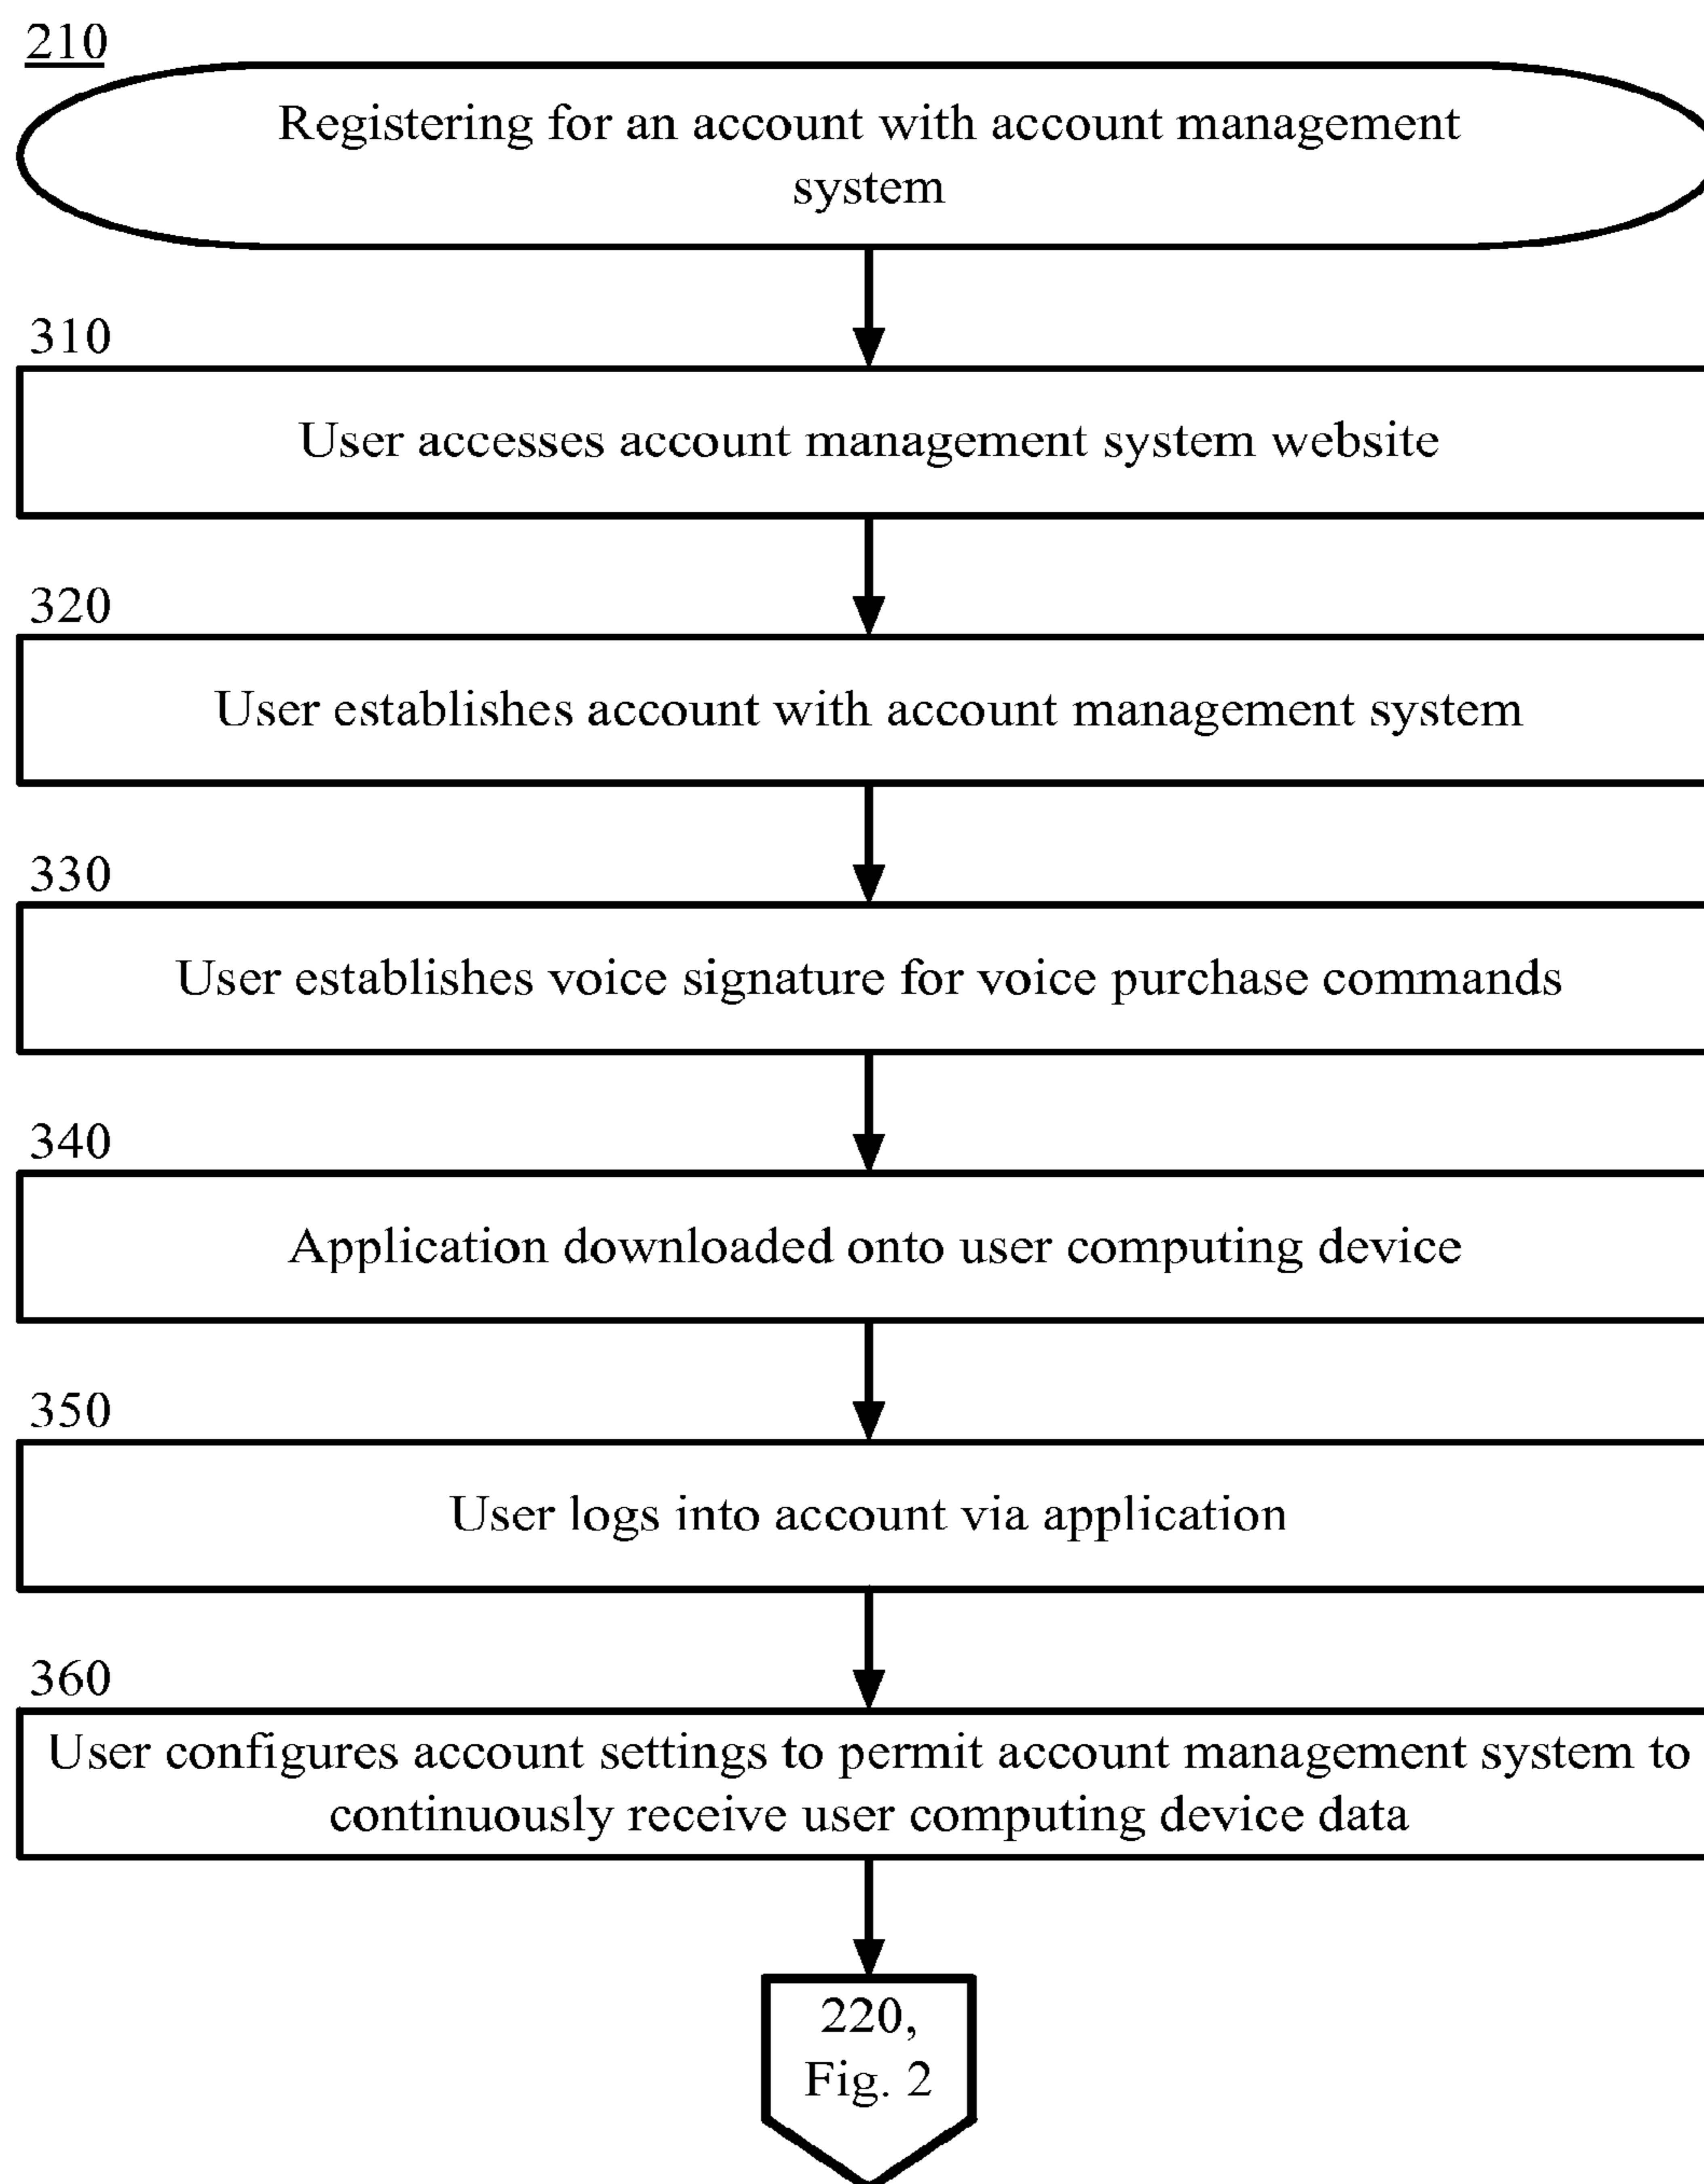 210
Registering for an account with account management
system
310
User accesses account management system website
320
User establishes account with account management system
330
User establishes voice signature for voice purchase commands
340
Application downloaded onto user computing device
350
User logs into account via application
360
User configures account settings to permit account management system to
continuously receive user computing device data
220,
Fig. 2